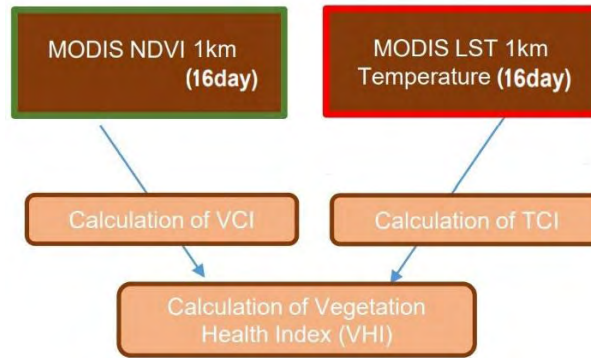 MODIS NDVI 1km
(16day)
MODIS LST 1km
Temperature (16day)
Calculation of VCI
Calculation of TCI
Calculation of Vegetation
Health Index (VHI)